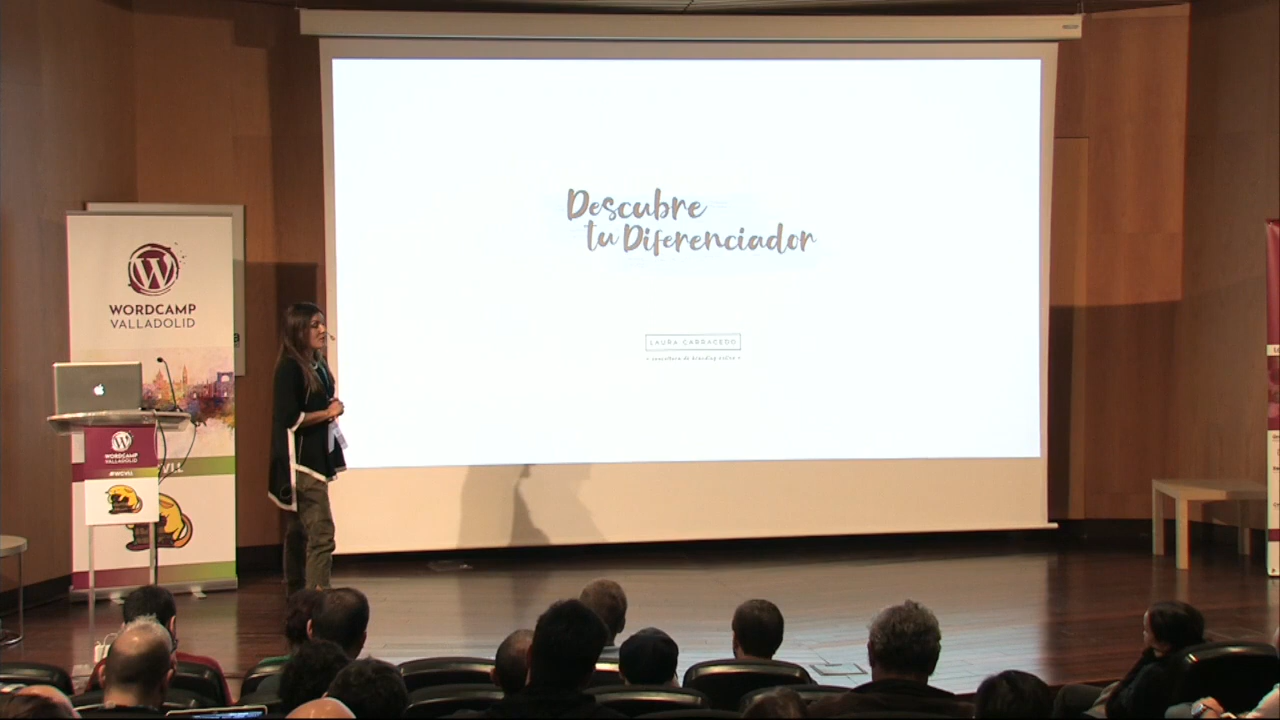 Descubre
tu Diferenciador
LAURA CARRACEDO
WORDCAMP
VALLADOLID
WORDCAMP
VALLADOLID
#WCVLL